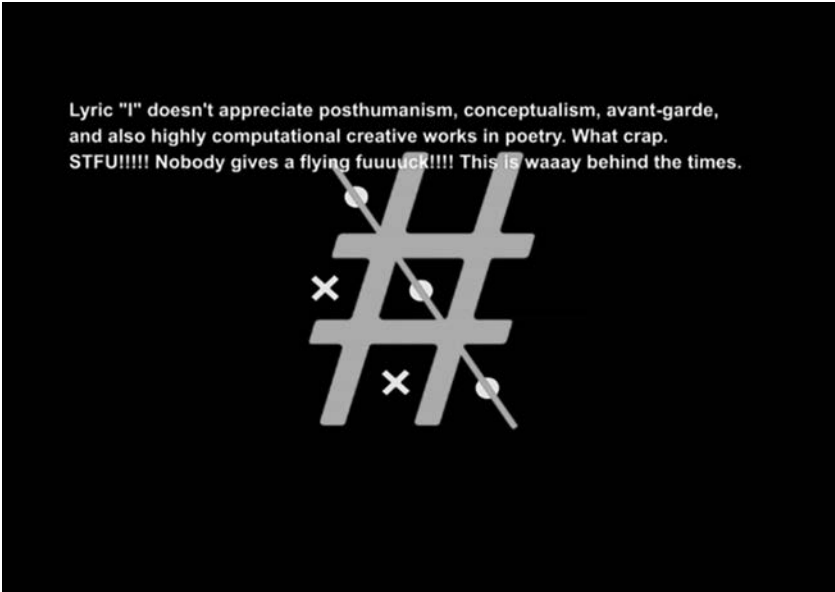 Lyric "I" doesn't appreciate posthumanism, conceptualism, avant-garde,
and also highly computational creative works in poetry. What crap.
STFU!!!!! Nobody gives a flying fuuuuck!!!! This is waaay behind the times.
#